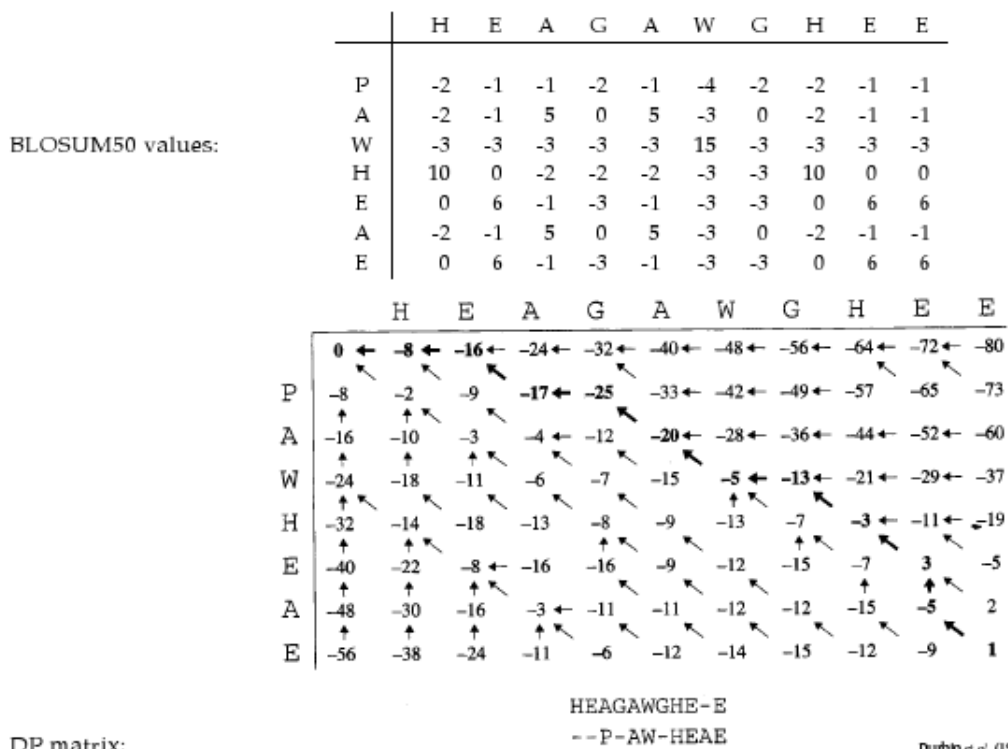 H E A G A W G H E E
P -2 -1 -1 -2 -1 -4 -2 -2 -1 -1
A -2 -1 5 0 5 -3 0 -2 -1 -1
BLOSUM50 values: W -3 -3 -3 -3 -3 15 -3 -3 -3 -3
H 10 0 -2 -2 -2 -3 -3 10 0 0
E 0 6 -1 -3 -1 -3 -3 0 6 6
A -2 -1 5 0 5 -3 0 -2 -1 -1
E 0 6 -1 -3 -1 -3 -3 0 6 6
H E A G A W G H E E
0 ← -8 ← -16 ← -24 ← -32 ← -40 ← -48 ← -56 ← -64 ← -72 ← -80
P -8 -2 -9 -17 ← -25 -33 ← -42 ← -49 ← -57 -65 -73
A -16 -10 -3 -4 ← -12 -20 ← -28 ← -36 ← -44 ← -52 ← -60
W -24 -18 -11 -6 -7 -15 -5 ← -13 ← -21 ← -29 ← -37
H -32 -14 -18 -13 -8 -9 -13 -7 -3 ← -11 ← -19
E -40 -22 -8 ← -16 -16 -9 -12 -15 -7 3 -5
A -48 -30 -16 -3 ← -11 -11 -12 -12 -15 -5 2
E -56 -38 -24 -11 -6 -12 -14 -15 -12 -9 1
HEAGAWGHE-E
--P-AW-HEAE
DP matrix: